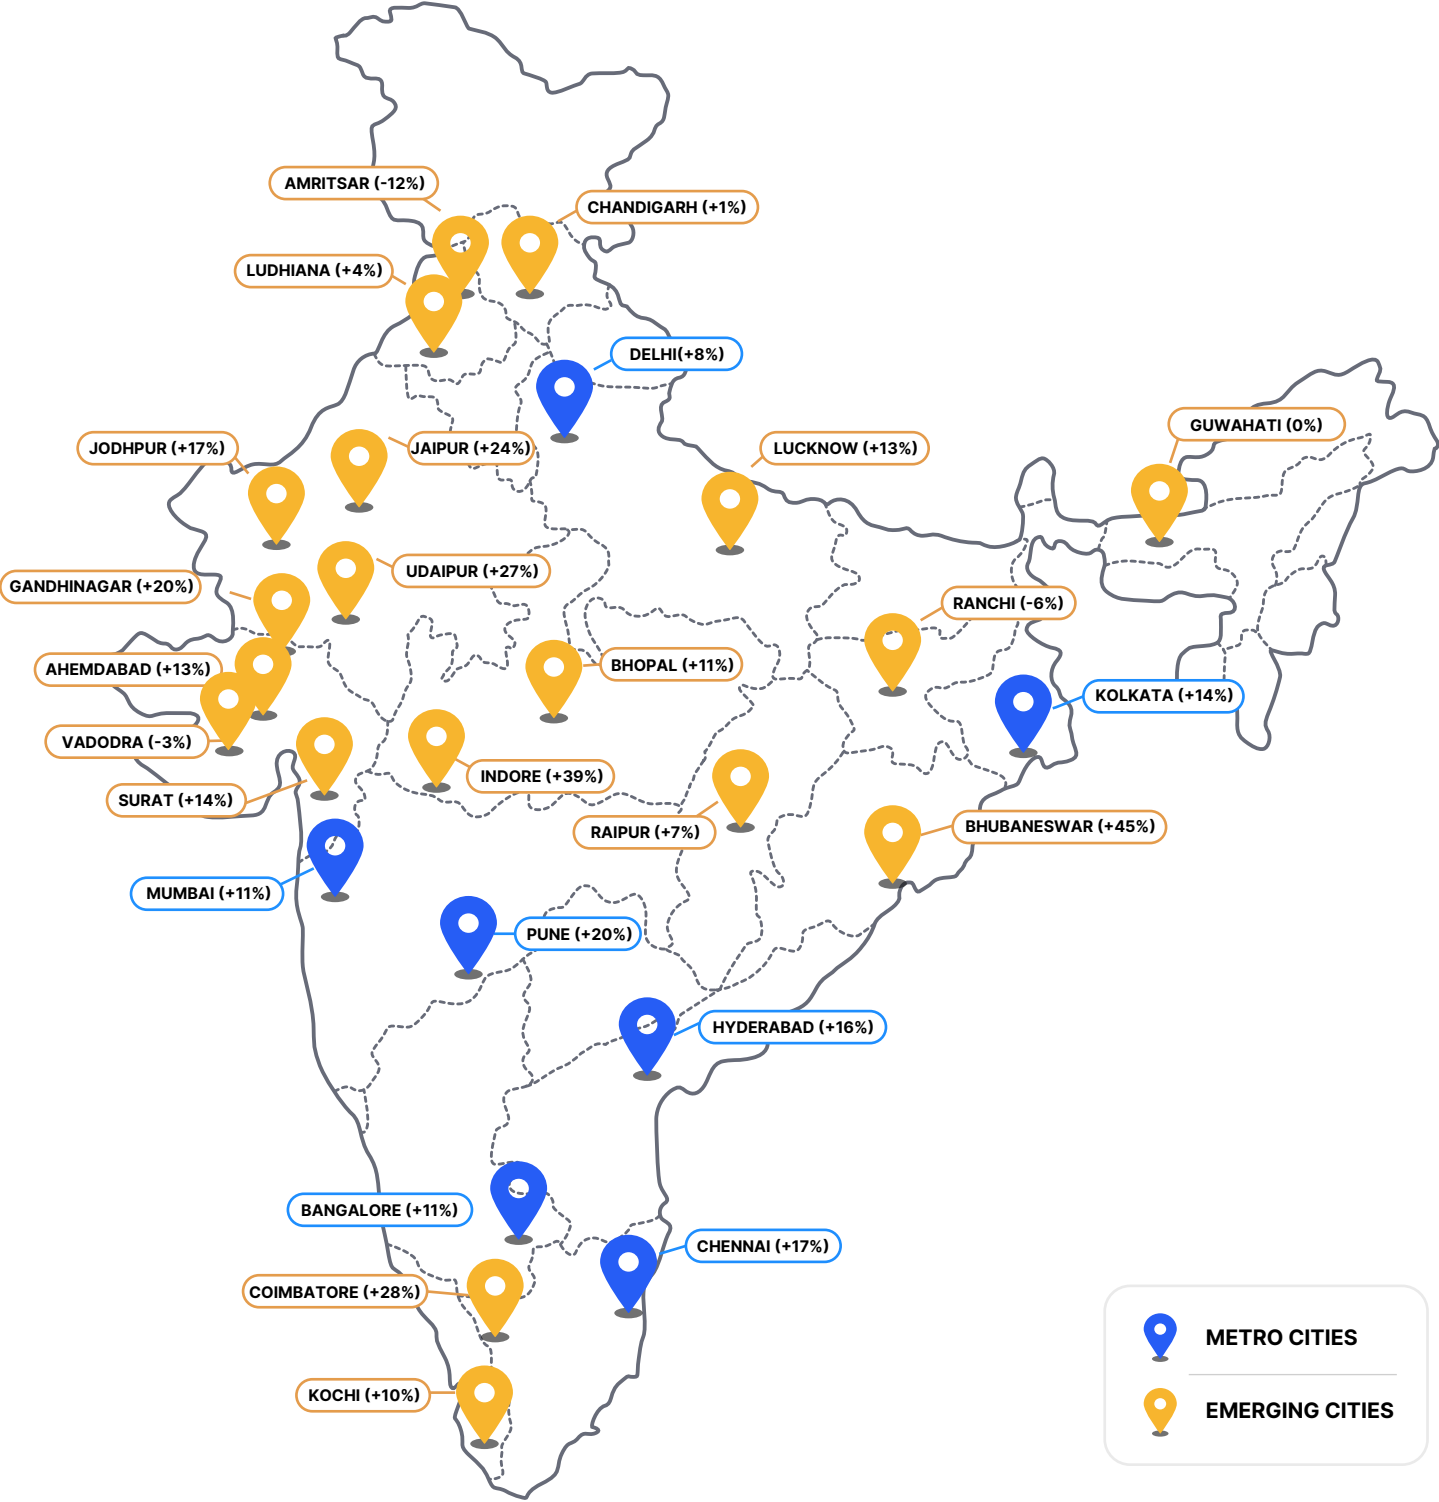 AMRITSAR (-12%)
CHANDIGARH (+1%)
LUDHIANA (+4%)
DELHI(+8%)
GUWAHATI (0%)
JODHPUR (+17%)
JAIPUR (+24%)
LUCKNOW (+13%)
UDAIPUR (+27%)
GANDHINAGAR (+20%)
RANCHI (-6%)
AHEMDABAD (+13%)
BHOPAL (+11%)
KOLKATA (+14%)
VADODRA (-3%)
INDORE (+39%)
SURAT (+14%)
RAIPUR (+7%)
BHUBANESWAR (+45%)
MUMBAI (+11%)
PUNE (+20%)
HYDERABAD (+16%)
BANGALORE (+11%)
CHENNAI (+17%)
COIMBATORE (+28%)
KOCHI (+10%)
METRO CITIES
EMERGING CITIES